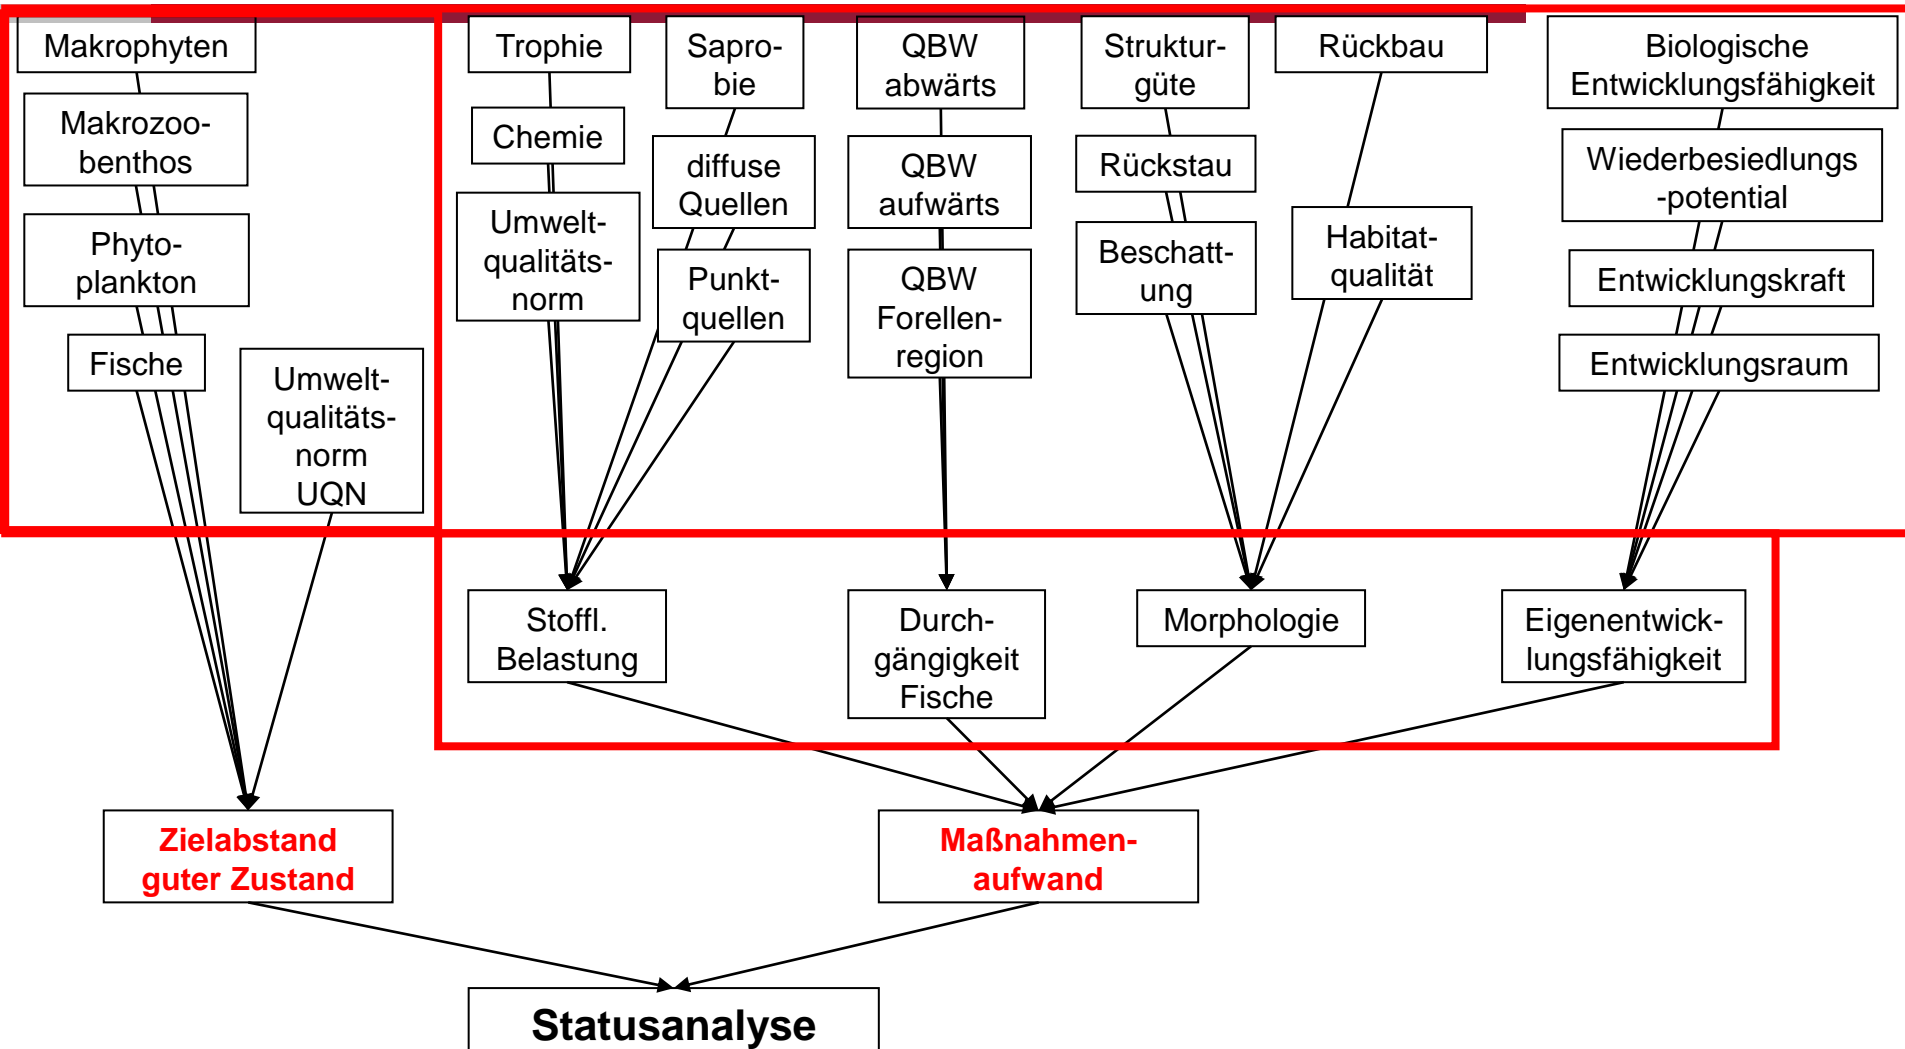 Makrophyten
Makrozoo-
benthos
Phyto-
plankton
Fische
Umwelt-
qualitäts-
norm
UQN
Trophie
Chemie
Umwelt-
qualitäts-
norm
Sapro-
bie
diffuse
Quellen
Punkt-
quellen
QBW
abwärts
QBW
aufwärts
QBW
Forellen-
region
Struktur-
güte
Rückstau
Beschatt-
ung
Rückbau
Habitat-
qualität
Biologische
Entwicklungsfähigkeit
Wiederbesiedlungs
-potential
Entwicklungskraft
Entwicklungsraum
Stoffl.
Belastung
Durch-
gängigkeit
Fische
Morphologie
Eigenentwick-
lungsfähigkeit
Zielabstand
guter Zustand
Maßnahmen-
aufwand
Statusanalyse